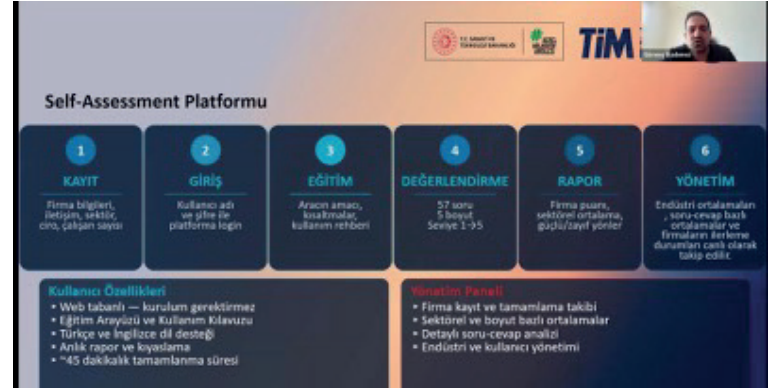 T.C. SANAYİ VE
TEKNOLOJİ BAKANLIĞI
TİM
Self-Assessment Platformu
1
KAYIT
Firma bilgileri,
iletişim, sektör,
ciro, çalışan sayısı
2
GİRİŞ
Kullanıcı adı
ve şifre ile
platforma login
3
EĞİTİM
Aracın amacı,
kısaltmalar,
kullanım rehberi
4
DEĞERLENDİRME
57 soru
5 boyut
Seviye 1→5
5
RAPOR
Firma puanı,
sektörel ortalama,
güçlü/zayıf yönler
6
YÖNETİM
Endüstri ortalamaları
, soru-cevap bazlı
ortalamalar ve
firmaların ilerleme
durumları canlı olarak
takip edilir.
Kullanıcı Özellikleri
• Web tabanlı — kurulum gerektirmez
• Eğitim Arayüzü ve Kullanım Kılavuzu
• Türkçe ve İngilizce dil desteği
• Anlık rapor ve kıyaslama
• ~45 dakikalık tamamlanma süresi
Yönetim Paneli
• Firma kayıt ve tamamlama takibi
• Sektörel ve boyut bazlı ortalamalar
• Detaylı soru-cevap analizi
• Endüstri ve kullanıcı yönetimi